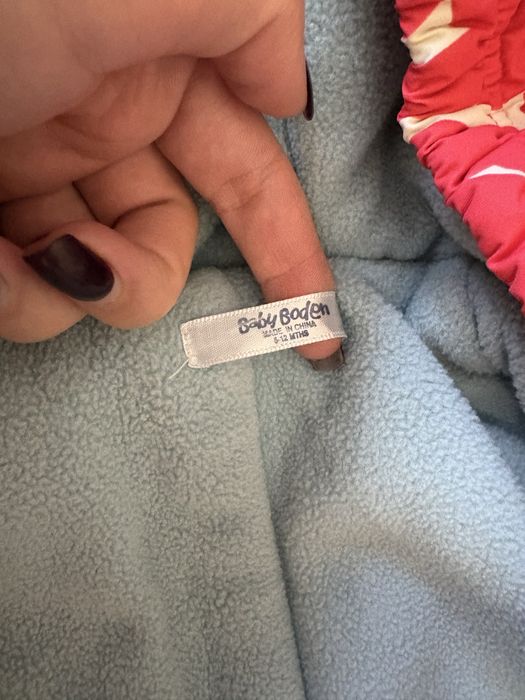 Baby Boden
MADE IN CHINA
6-12 MTHS